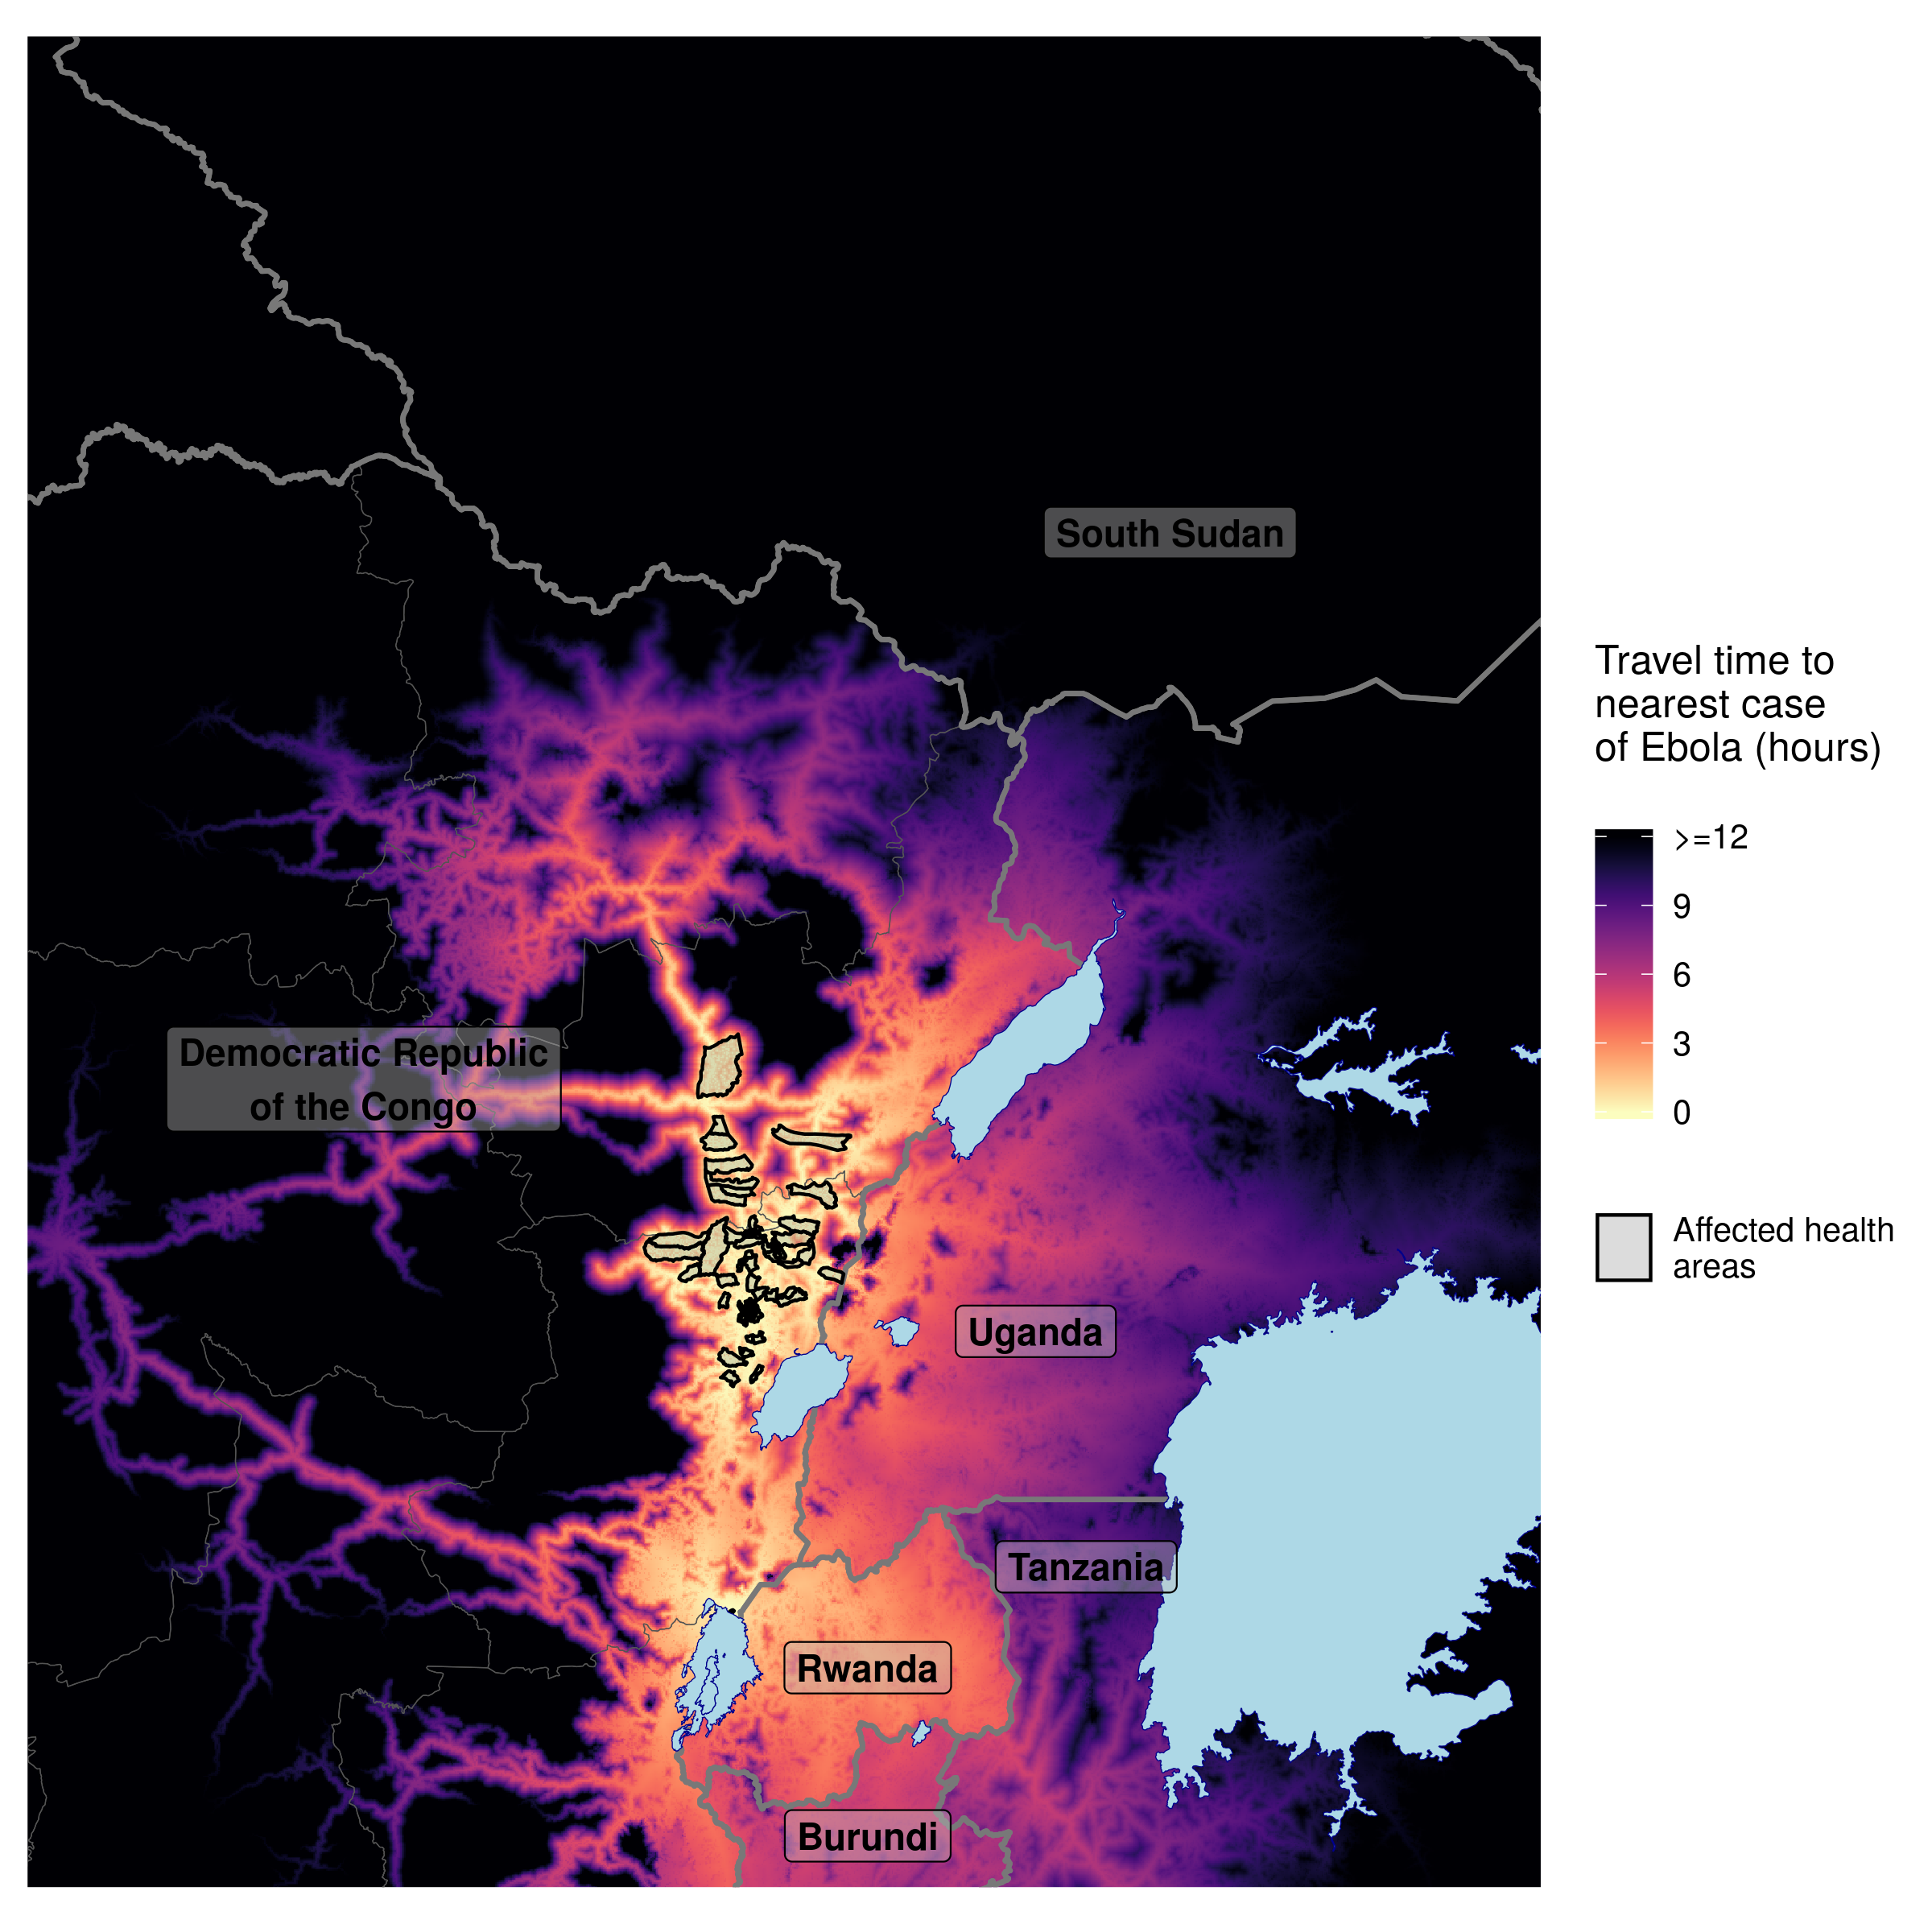 South Sudan
Democratic Republic
of the Congo
Uganda
Tanzania
Rwanda
Burundi
Travel time to
nearest case
of Ebola (hours)
>=12
9
6
3
0
Affected health
areas